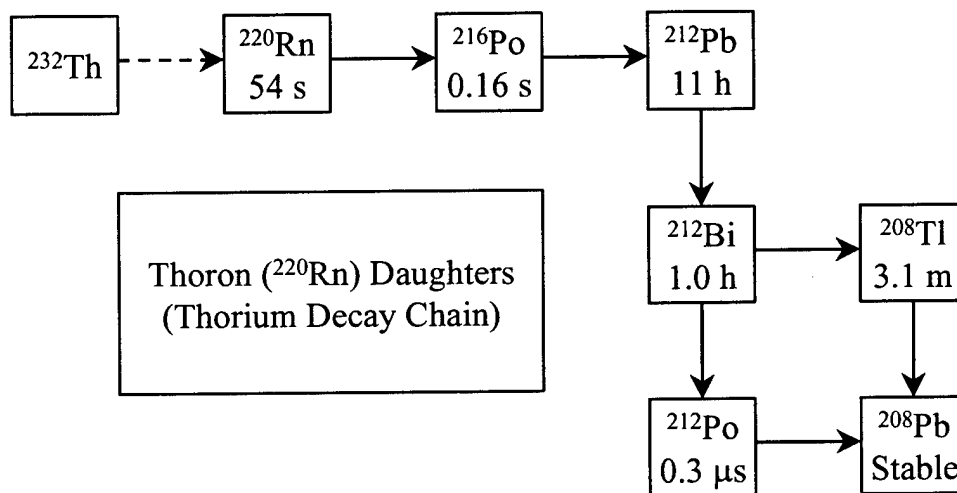 ²³²Th
²²⁰Rn
54 s
²¹⁶Po
0.16 s
²¹²Pb
11 h
Thoron (²²⁰Rn) Daughters
(Thorium Decay Chain)
²¹²Bi
1.0 h
²⁰⁸Tl
3.1 m
²¹²Po
0.3 µs
²⁰⁸Pb
Stable